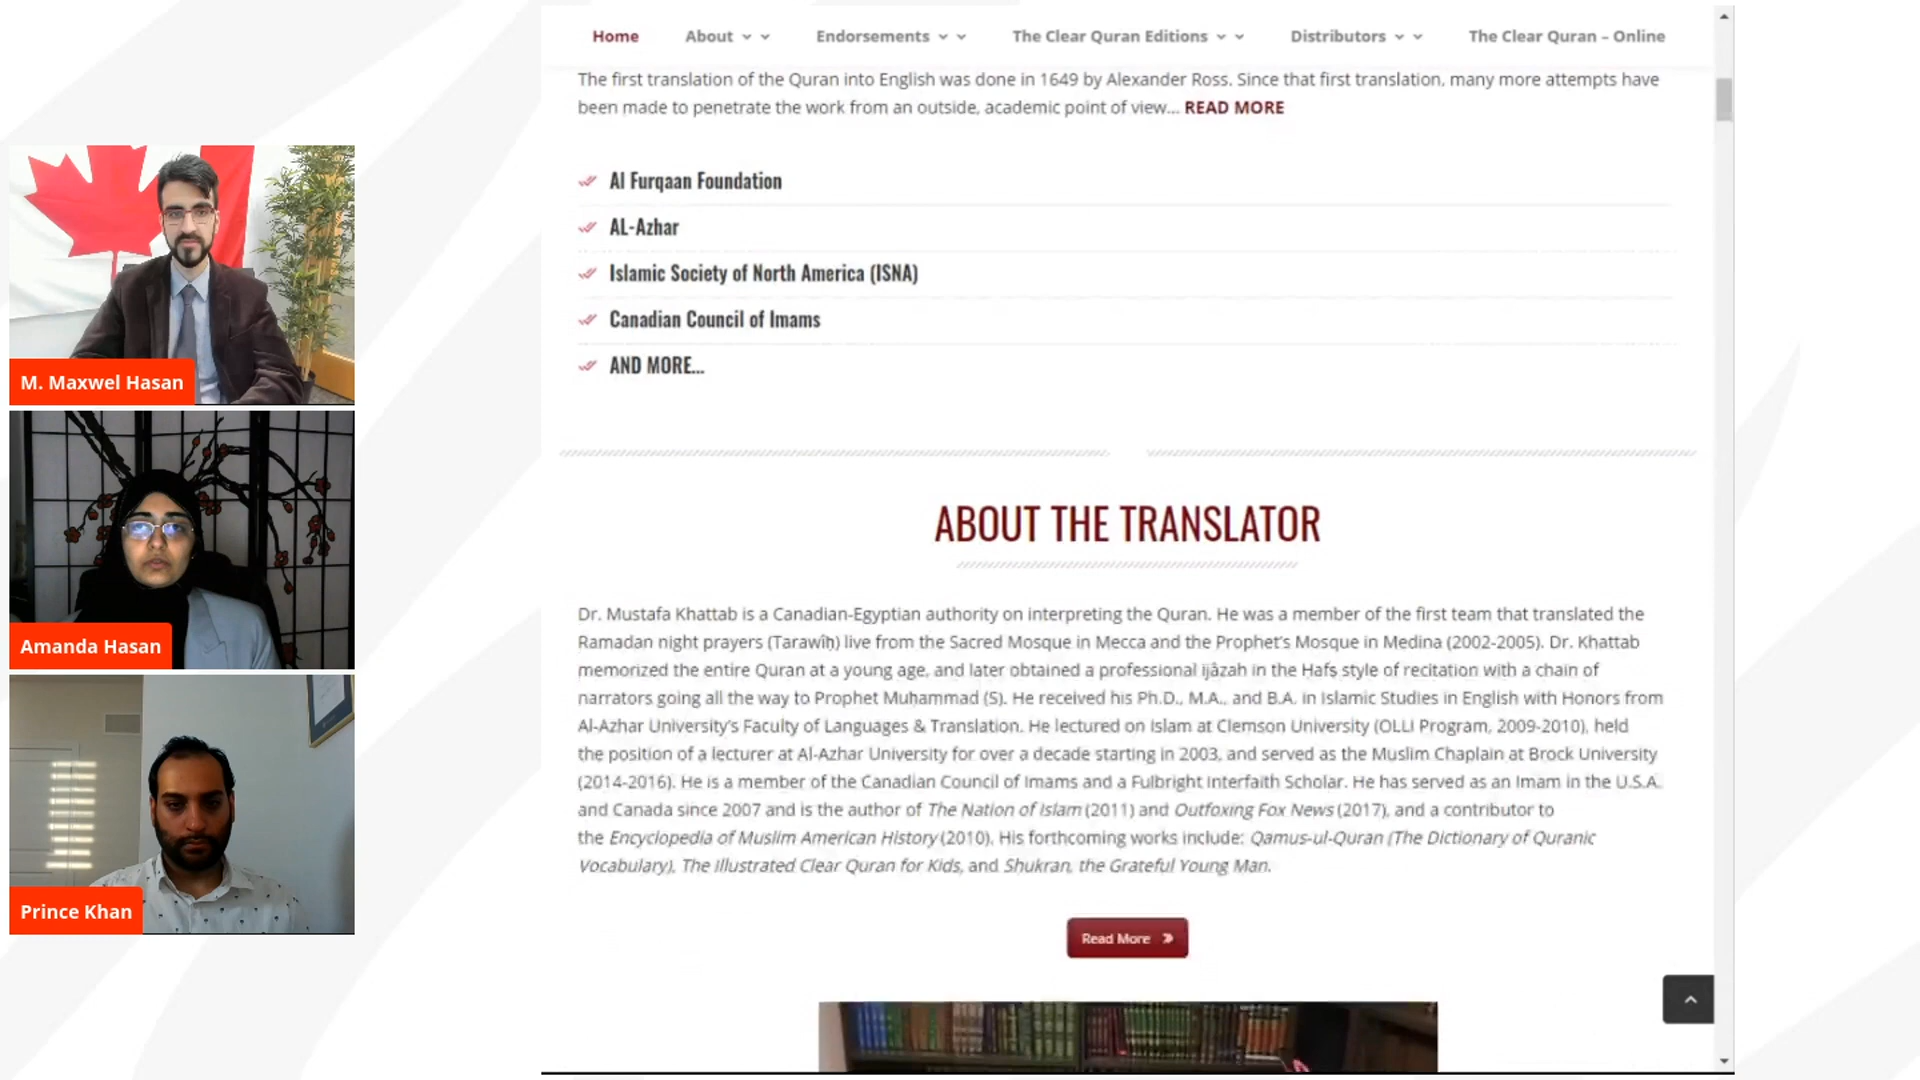 Home About Endorsements The Clear Quran Editions Distributors The Clear Quran – Online
The first translation of the Quran into English was done in 1649 by Alexander Ross. Since that first translation, many more attempts have
been made to penetrate the work from an outside, academic point of view... READ MORE
Al Furqaan Foundation
AL-Azhar
Islamic Society of North America (ISNA)
Canadian Council of Imams
AND MORE...
ABOUT THE TRANSLATOR
Dr. Mustafa Khattab is a Canadian-Egyptian authority on interpreting the Quran. He was a member of the first team that translated the
Ramadan night prayers (Tarawîḥ) live from the Sacred Mosque in Mecca and the Prophet's Mosque in Medina (2002-2005). Dr. Khattab
memorized the entire Quran at a young age, and later obtained a professional ijâzah in the Ḥafṣ style of recitation with a chain of
narrators going all the way to Prophet Muḥammad (S). He received his Ph.D., M.A., and B.A. in Islamic Studies in English with Honors from
Al-Azhar University's Faculty of Languages & Translation. He lectured on Islam at Clemson University (OLLI Program, 2009-2010), held
the position of a lecturer at Al-Azhar University for over a decade starting in 2003, and served as the Muslim Chaplain at Brock University
(2014-2016). He is a member of the Canadian Council of Imams and a Fulbright Interfaith Scholar. He has served as an Imam in the U.S.A.
and Canada since 2007 and is the author of The Nation of Islam (2011) and Outfoxing Fox News (2017), and a contributor to
the Encyclopedia of Muslim American History (2010). His forthcoming works include: Qamus-ul-Quran (The Dictionary of Quranic
Vocabulary), The Illustrated Clear Quran for Kids, and Shukran, the Grateful Young Man.
Read More
M. Maxwel Hasan
Amanda Hasan
Prince Khan